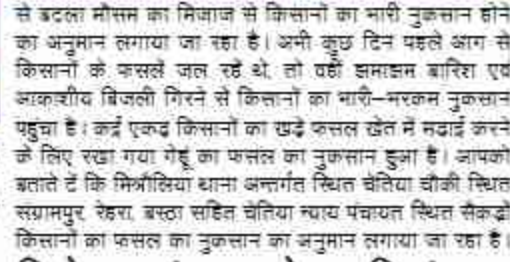 से बदला मौसम का मिजाज से किसानों का भारी नुकसान होने
का अनुमान लगाया जा रहा है। अभी कुछ दिन पहले आग से
किसानों के फसलें जल रहें थे, तो वहीं झमाझम बारिश एवं
आकाशीय बिजली गिरने से किसानों का भारी–भरकम नुकसान
पहुंचा है। कई एकड़ किसानों का खड़े फसल खेत में मढाई करने
के लिए रखा गया गेहूं का फसल का नुकसान हुआ है। आपको
बताते दें कि मिश्रौलिया थाना अन्तर्गत स्थित चेतिया चौकी स्थित
संग्रामपुर, रेहरा, बस्ठा सहित चेतिया न्याय पंचायत स्थित सैकड़ों
किसानों का फसल का नुकसान का अनुमान लगाया जा रहा है।